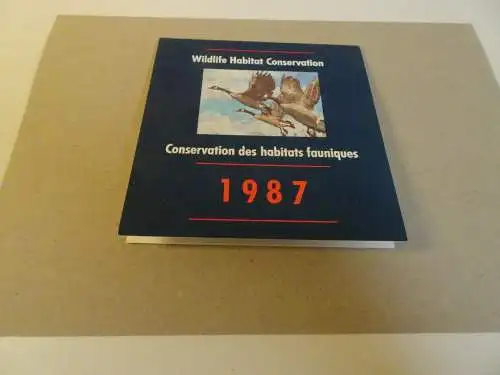 Wildlife Habitat Conservation
Conservation des habitats fauniques
1987